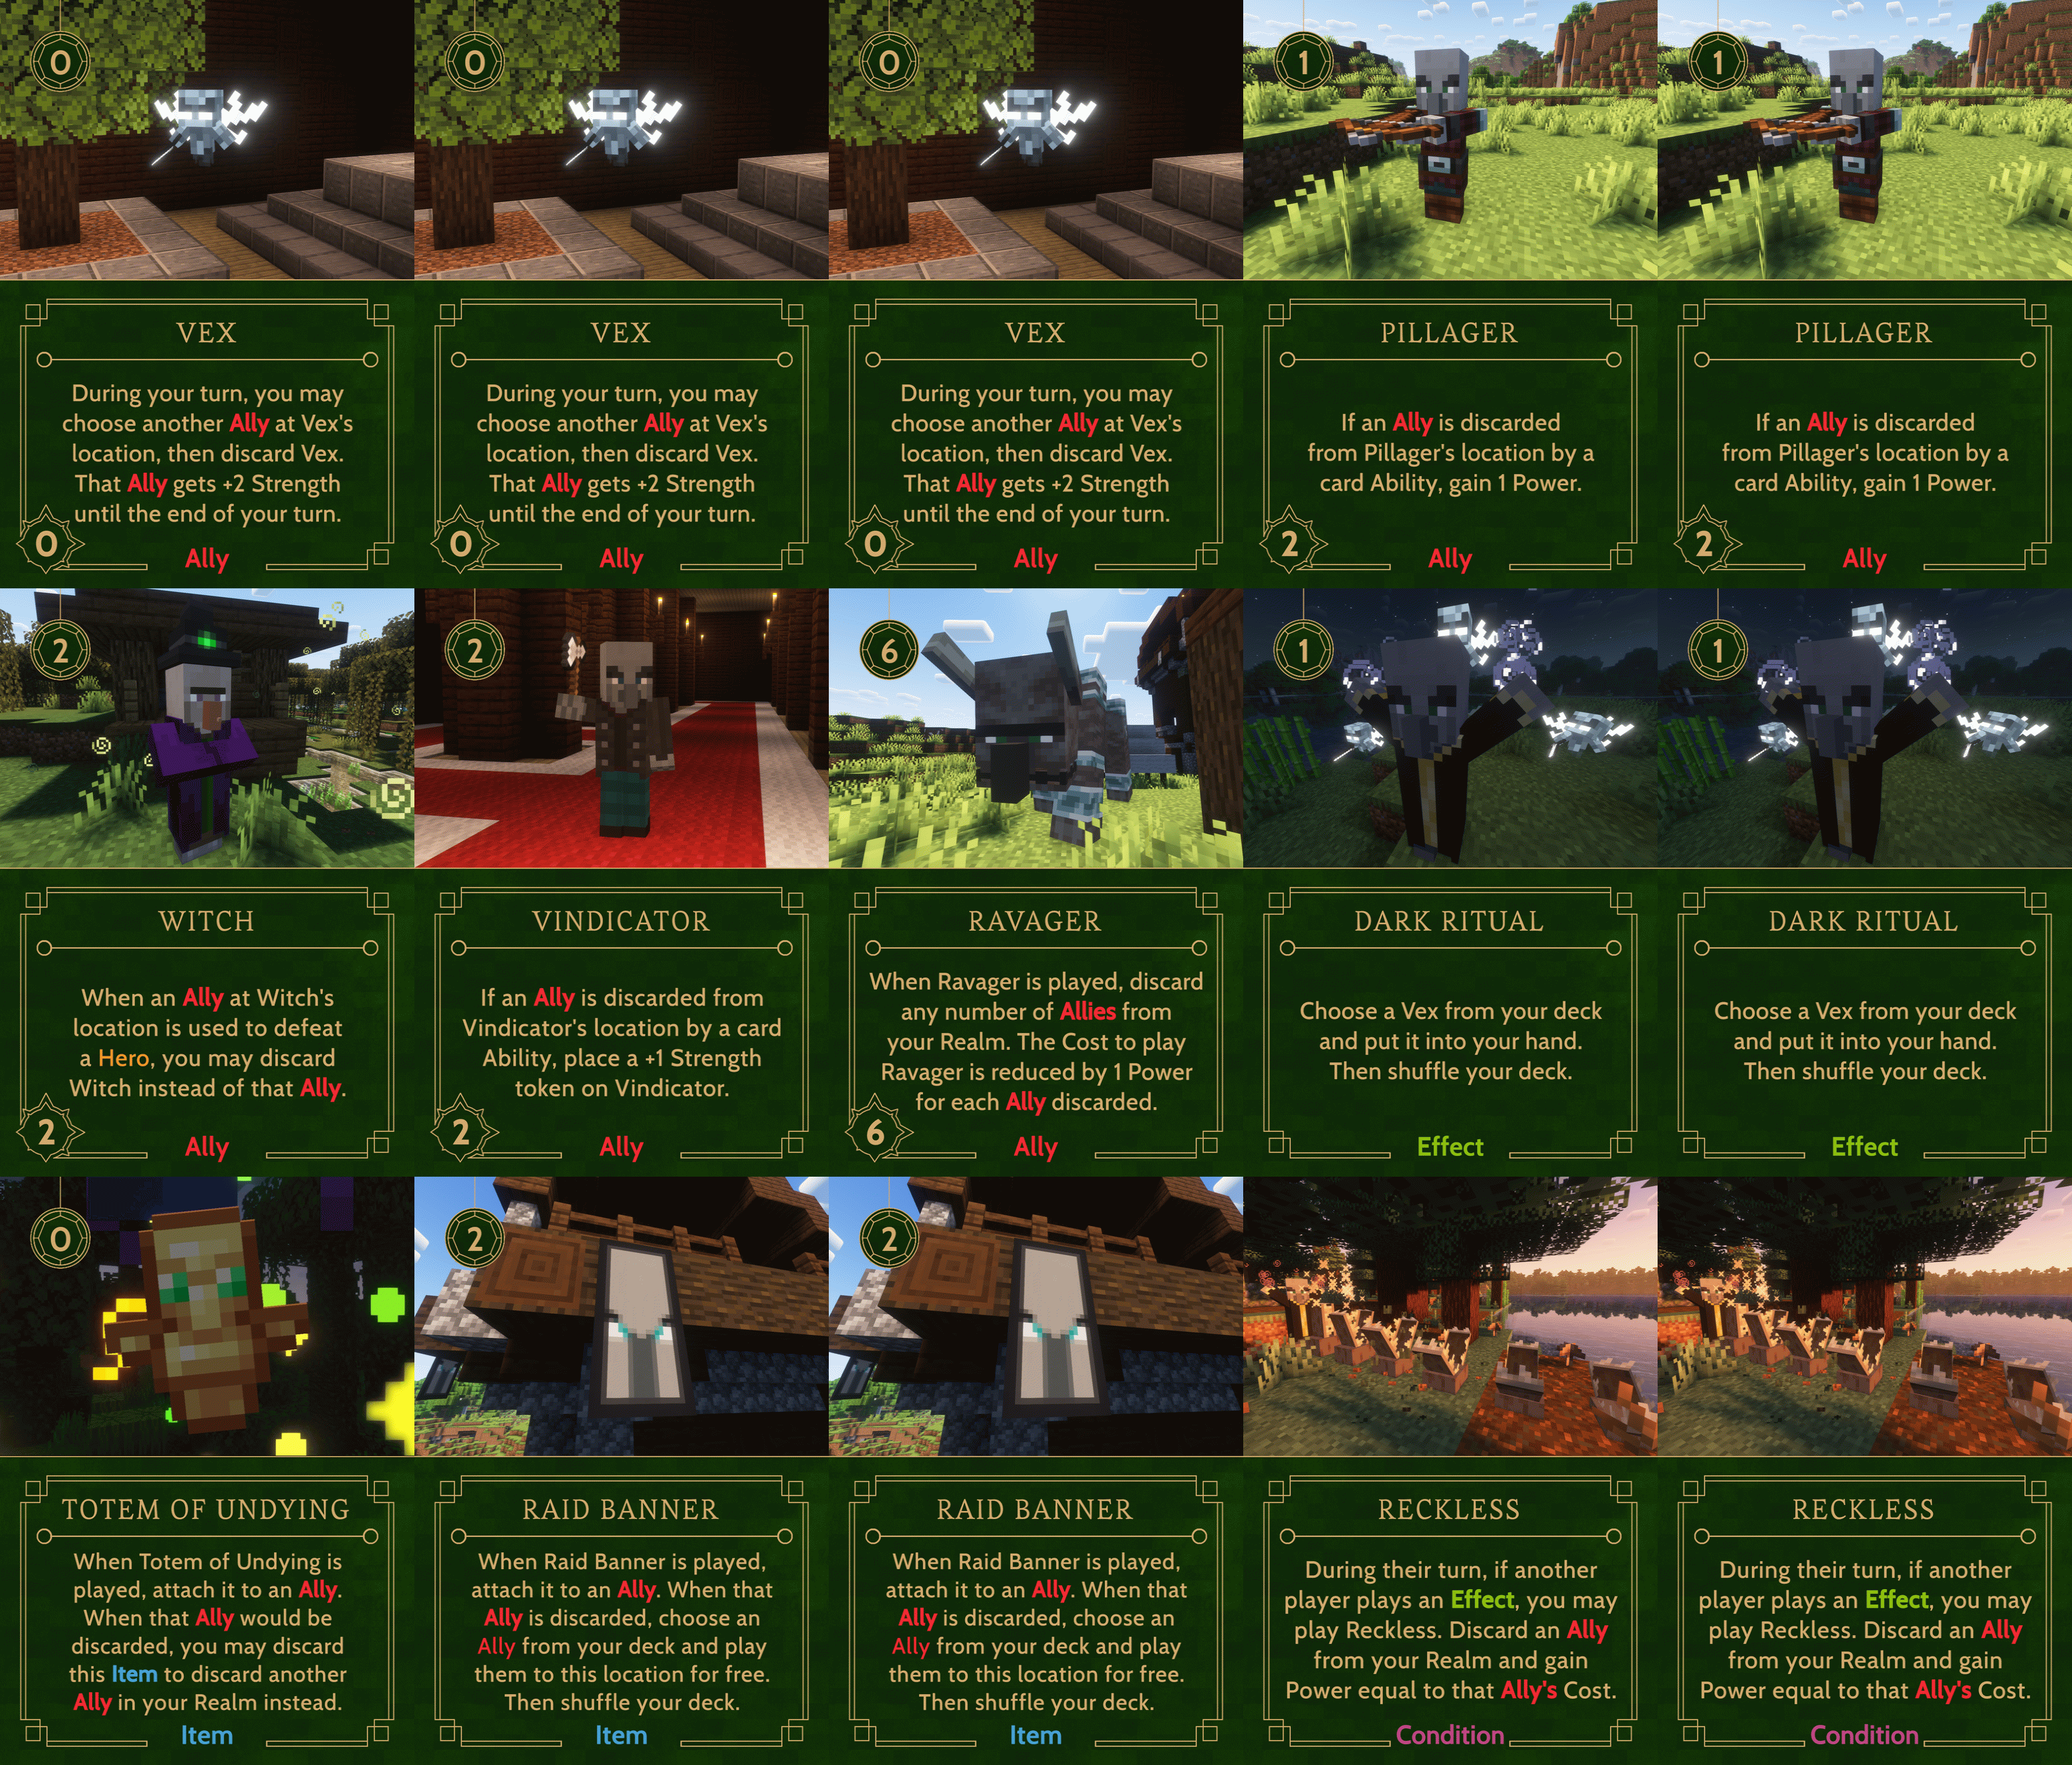 0
VEX
During your turn, you may
choose another Ally at Vex's
location, then discard Vex.
That Ally gets +2 Strength
until the end of your turn.
0
Ally
0
VEX
During your turn, you may
choose another Ally at Vex's
location, then discard Vex.
That Ally gets +2 Strength
until the end of your turn.
0
Ally
0
VEX
During your turn, you may
choose another Ally at Vex's
location, then discard Vex.
That Ally gets +2 Strength
until the end of your turn.
0
Ally
1
PILLAGER
If an Ally is discarded
from Pillager's location by a
card Ability, gain 1 Power.
2
Ally
1
PILLAGER
If an Ally is discarded
from Pillager's location by a
card Ability, gain 1 Power.
2
Ally
2
WITCH
When an Ally at Witch's
location is used to defeat
a Hero, you may discard
Witch instead of that Ally.
2
Ally
2
VINDICATOR
If an Ally is discarded from
Vindicator's location by a card
Ability, place a +1 Strength
token on Vindicator.
2
Ally
6
RAVAGER
When Ravager is played, discard
any number of Allies from
your Realm. The Cost to play
Ravager is reduced by 1 Power
for each Ally discarded.
6
Ally
1
DARK RITUAL
Choose a Vex from your deck
and put it into your hand.
Then shuffle your deck.
Effect
1
DARK RITUAL
Choose a Vex from your deck
and put it into your hand.
Then shuffle your deck.
Effect
0
TOTEM OF UNDYING
When Totem of Undying is
played, attach it to an Ally.
When that Ally would be
discarded, you may discard
this Item to discard another
Ally in your Realm instead.
Item
2
RAID BANNER
When Raid Banner is played,
attach it to an Ally. When that
Ally is discarded, choose an
Ally from your deck and play
them to this location for free.
Then shuffle your deck.
Item
2
RAID BANNER
When Raid Banner is played,
attach it to an Ally. When that
Ally is discarded, choose an
Ally from your deck and play
them to this location for free.
Then shuffle your deck.
Item
RECKLESS
During their turn, if another
player plays an Effect, you may
play Reckless. Discard an Ally
from your Realm and gain
Power equal to that Ally's Cost.
Condition
RECKLESS
During their turn, if another
player plays an Effect, you may
play Reckless. Discard an Ally
from your Realm and gain
Power equal to that Ally's Cost.
Condition